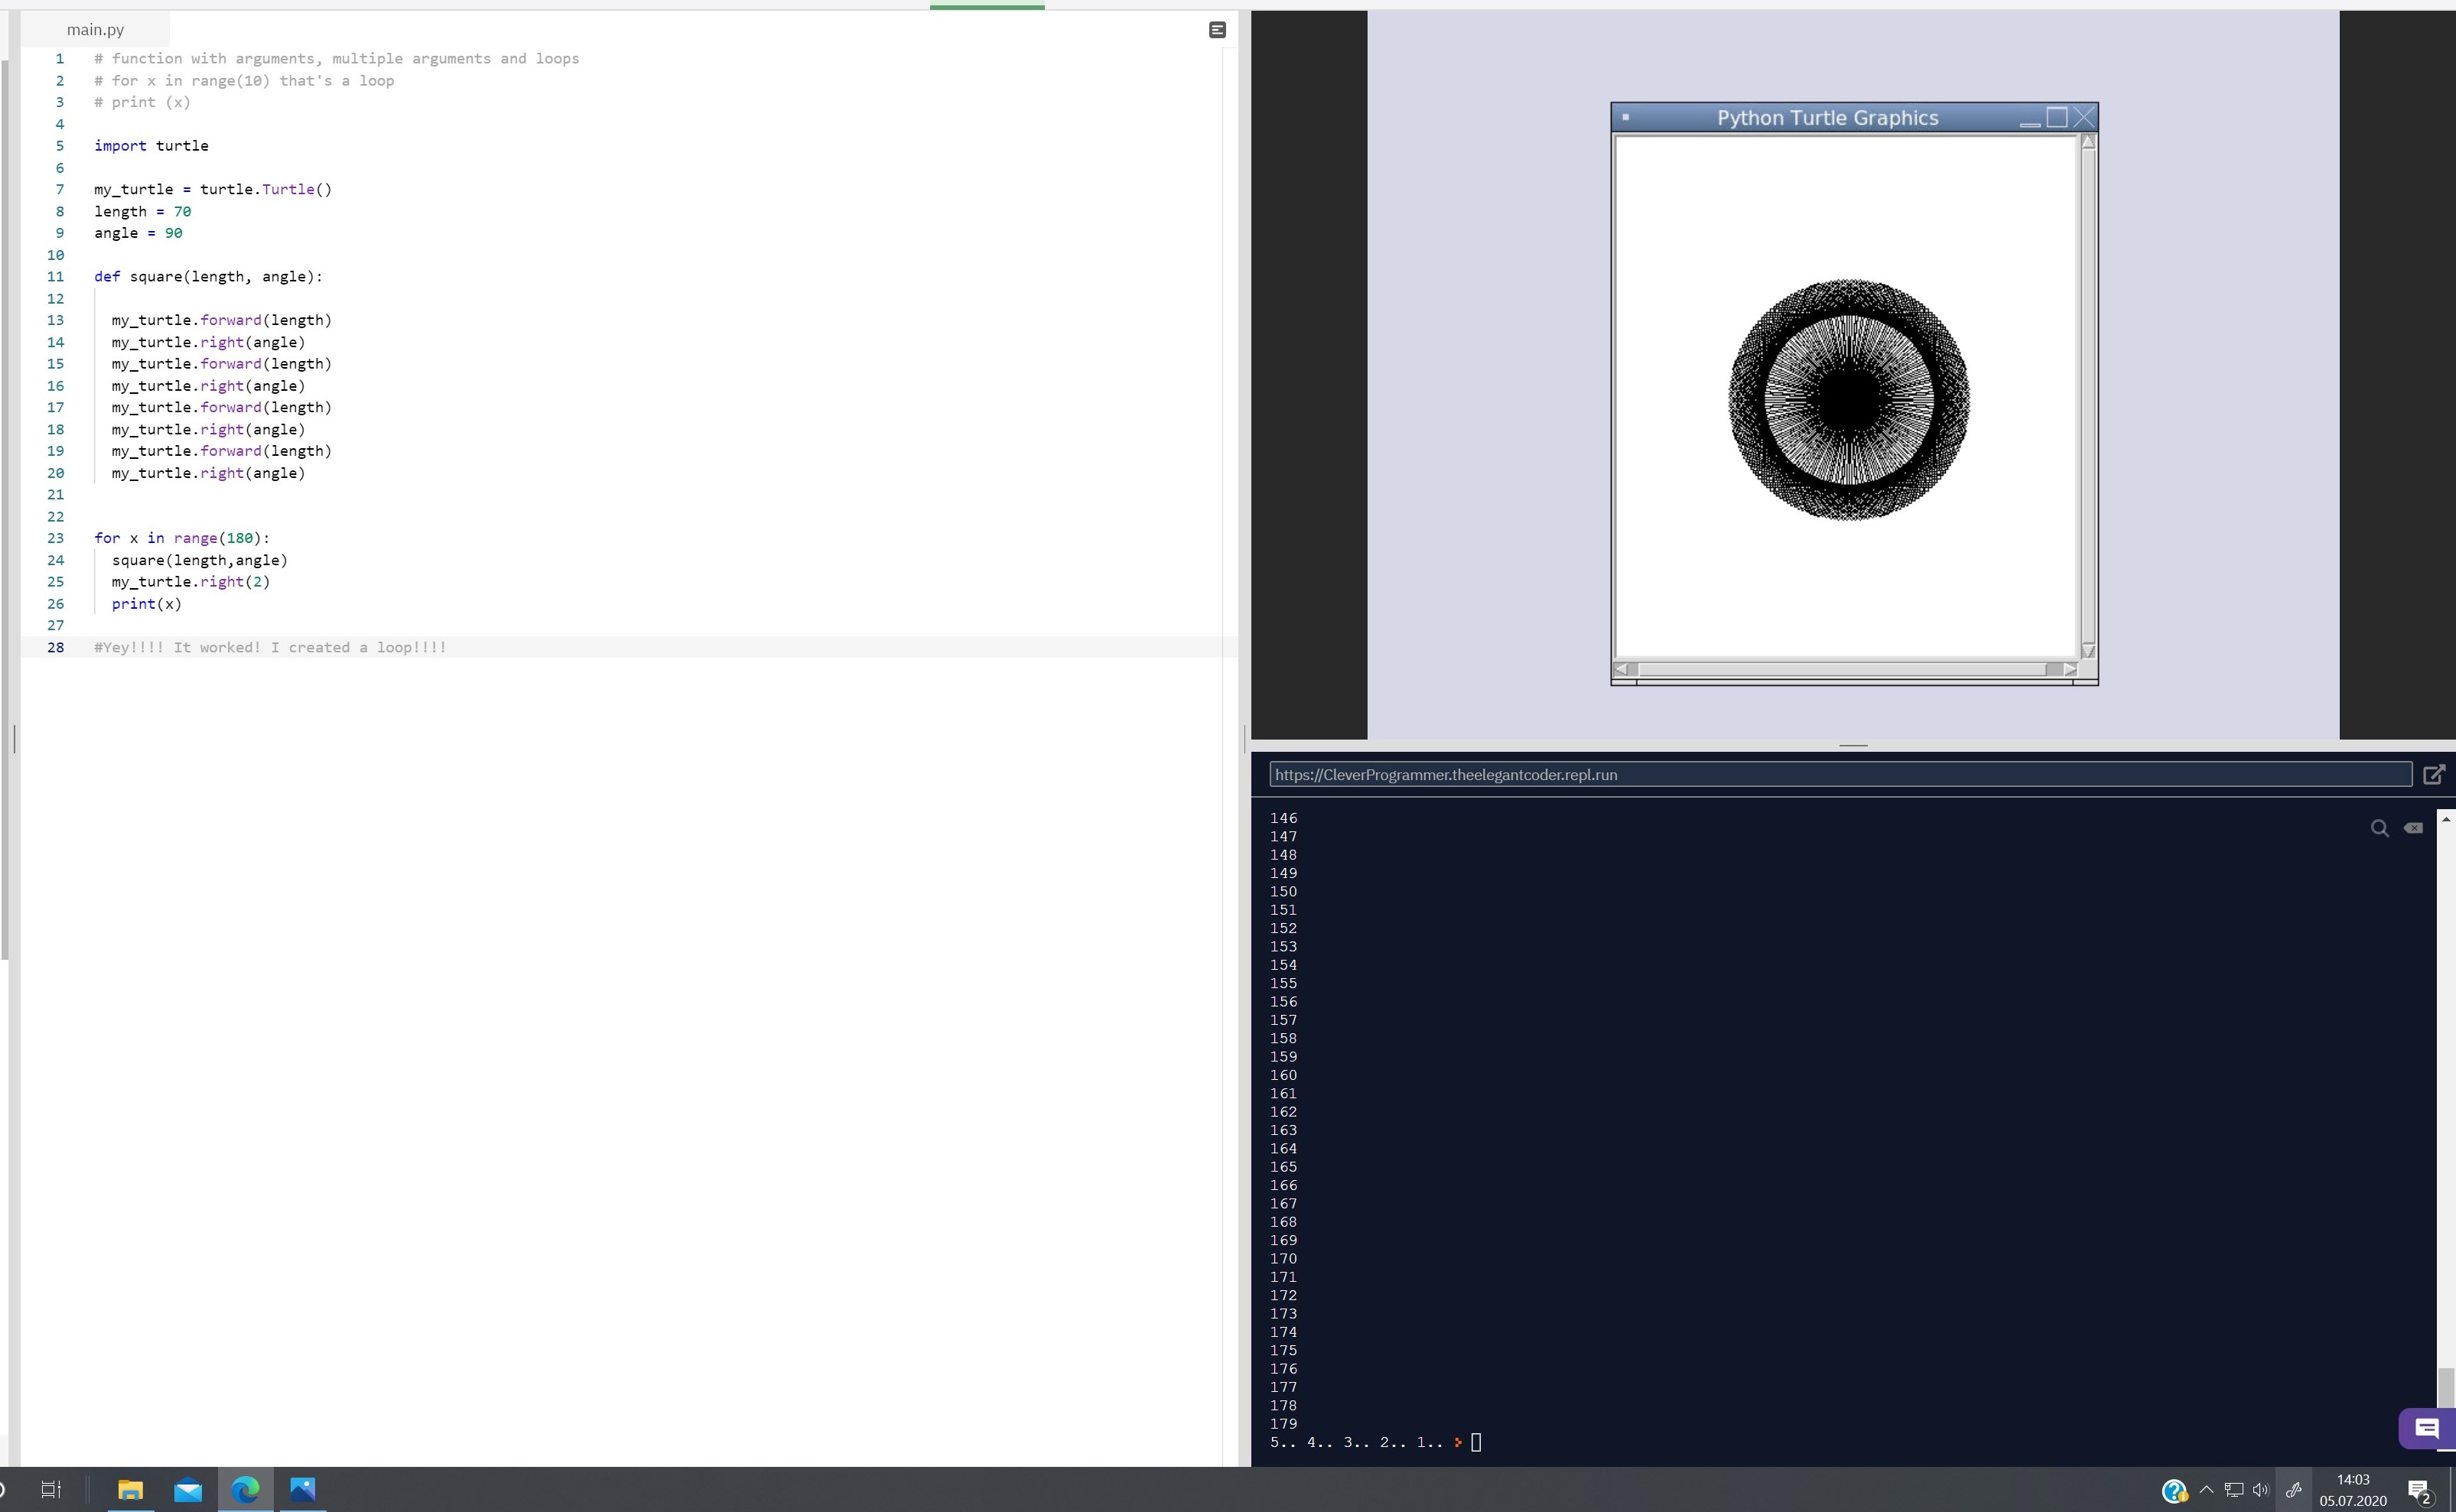 main.py
1 # function with arguments, multiple arguments and loops
2 # for x in range(10) that's a loop
3 # print (x)
4
5 import turtle
6
7 my_turtle = turtle.Turtle()
8 length = 70
9 angle = 90
10
11 def square(length, angle):
12
13 my_turtle.forward(length)
14 my_turtle.right(angle)
15 my_turtle.forward(length)
16 my_turtle.right(angle)
17 my_turtle.forward(length)
18 my_turtle.right(angle)
19 my_turtle.forward(length)
20 my_turtle.right(angle)
21
22
23 for x in range(180):
24 square(length,angle)
25 my_turtle.right(2)
26 print(x)
27
28 #Yey!!!! It worked! I created a loop!!!!
Python Turtle Graphics
https://CleverProgrammer.theelegantcoder.repl.run
146
147
148
149
150
151
152
153
154
155
156
157
158
159
160
161
162
163
164
165
166
167
168
169
170
171
172
173
174
175
176
177
178
179
5.. 4.. 3.. 2.. 1..
14:03
05.07.2020
2